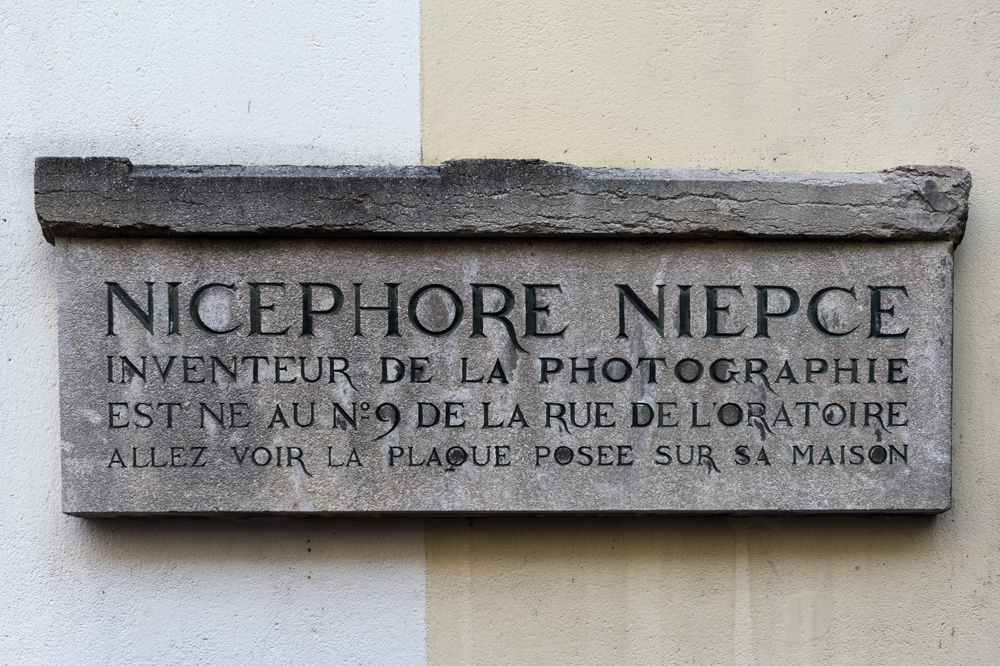 NICEPHORE NIEPCE
INVENTEUR DE LA PHOTOGRAPHIE
EST NE AU Nº 9 DE LA RUE DE L'ORATOIRE
ALLEZ VOIR LA PLAQUE POSEE SUR SA MAISON